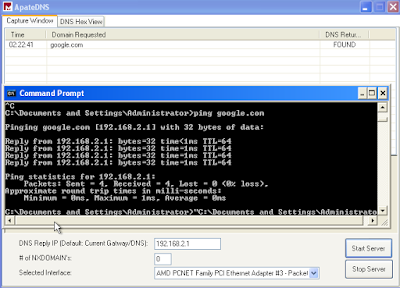 ApateDNS
Capture Window DNS Hex View
Time Domain Requested DNS Retur...
02:22:41 google.com FOUND
Command Prompt
^C
C:\Documents and Settings\Administrator>ping google.com
Pinging google.com [192.168.2.1] with 32 bytes of data:
Reply from 192.168.2.1: bytes=32 time<1ms TTL=64
Reply from 192.168.2.1: bytes=32 time=1ms TTL=64
Reply from 192.168.2.1: bytes=32 time<1ms TTL=64
Reply from 192.168.2.1: bytes=32 time<1ms TTL=64
Ping statistics for 192.168.2.1:
Packets: Sent = 4, Received = 4, Lost = 0 (0% loss),
Approximate round trip times in milli-seconds:
Minimum = 0ms, Maximum = 1ms, Average = 0ms
C:\Documents and Settings\Administrator>"C:\Documents and Settings\Administrato
DNS Reply IP (Default: Current Gatway/DNS): 192.168.2.1
# of NXDOMAIN's: 0
Selected Interface: AMD PCNET Family PCI Ethernet Adapter #3 - Packet
Start Server
Stop Server